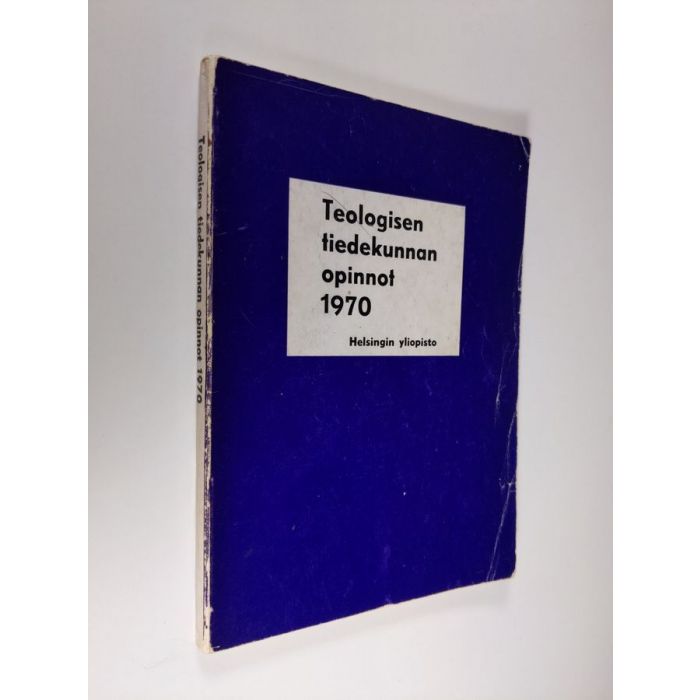 Teologisen tiedekunnan opinnot 1970
Teologisen
tiedekunnan
opinnot
1970
Helsingin yliopisto